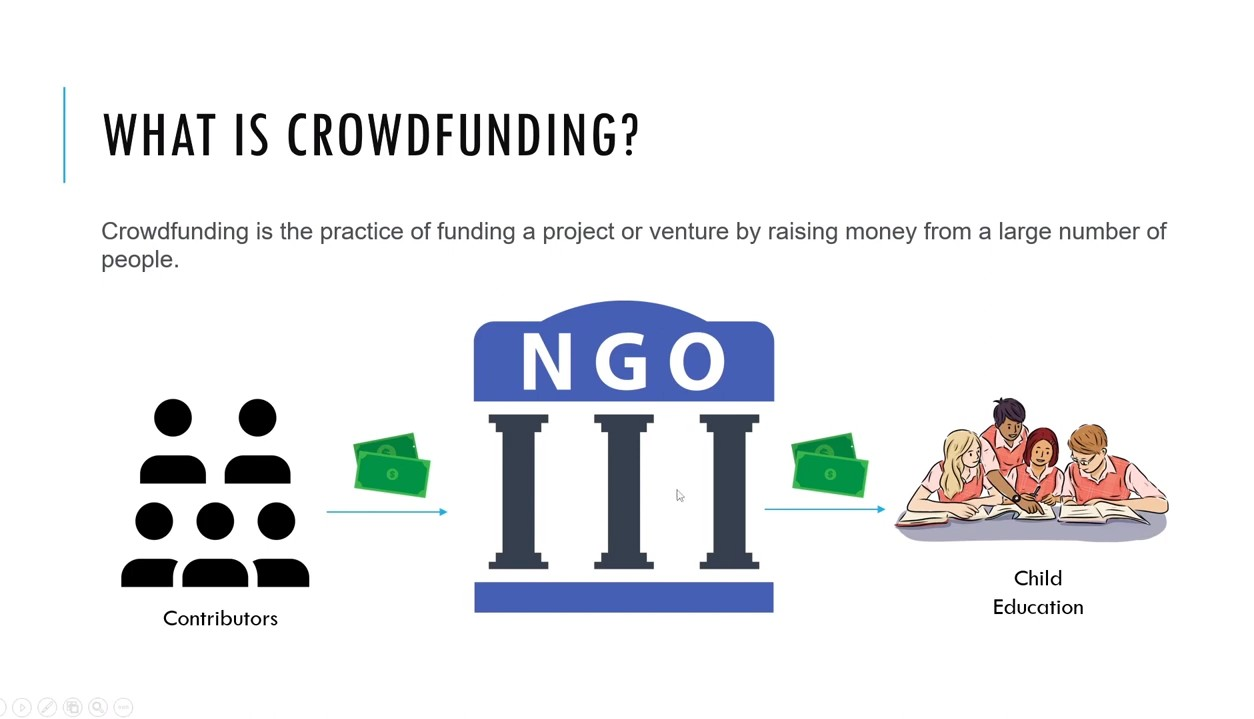 WHAT IS CROWDFUNDING?
Crowdfunding is the practice of funding a project or venture by raising money from a large number of
people.
NGO
$
$
Contributors
Child
Education